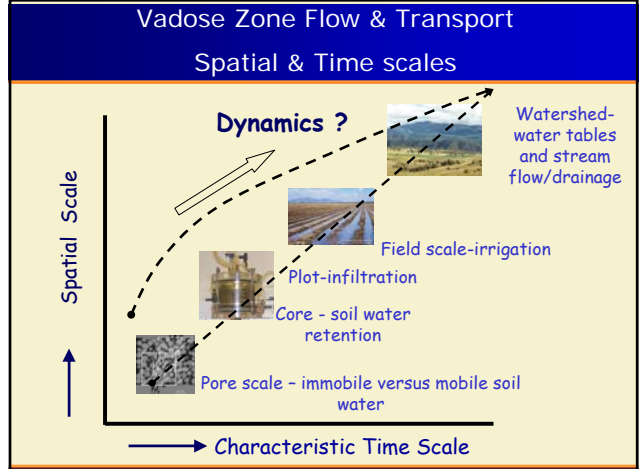 Vadose Zone Flow & Transport
Spatial & Time scales
Dynamics ?
Watershed-
water tables
and stream
flow/drainage
Field scale-irrigation
Plot-infiltration
Core - soil water
retention
Pore scale – immobile versus mobile soil
water
Spatial Scale
Characteristic Time Scale